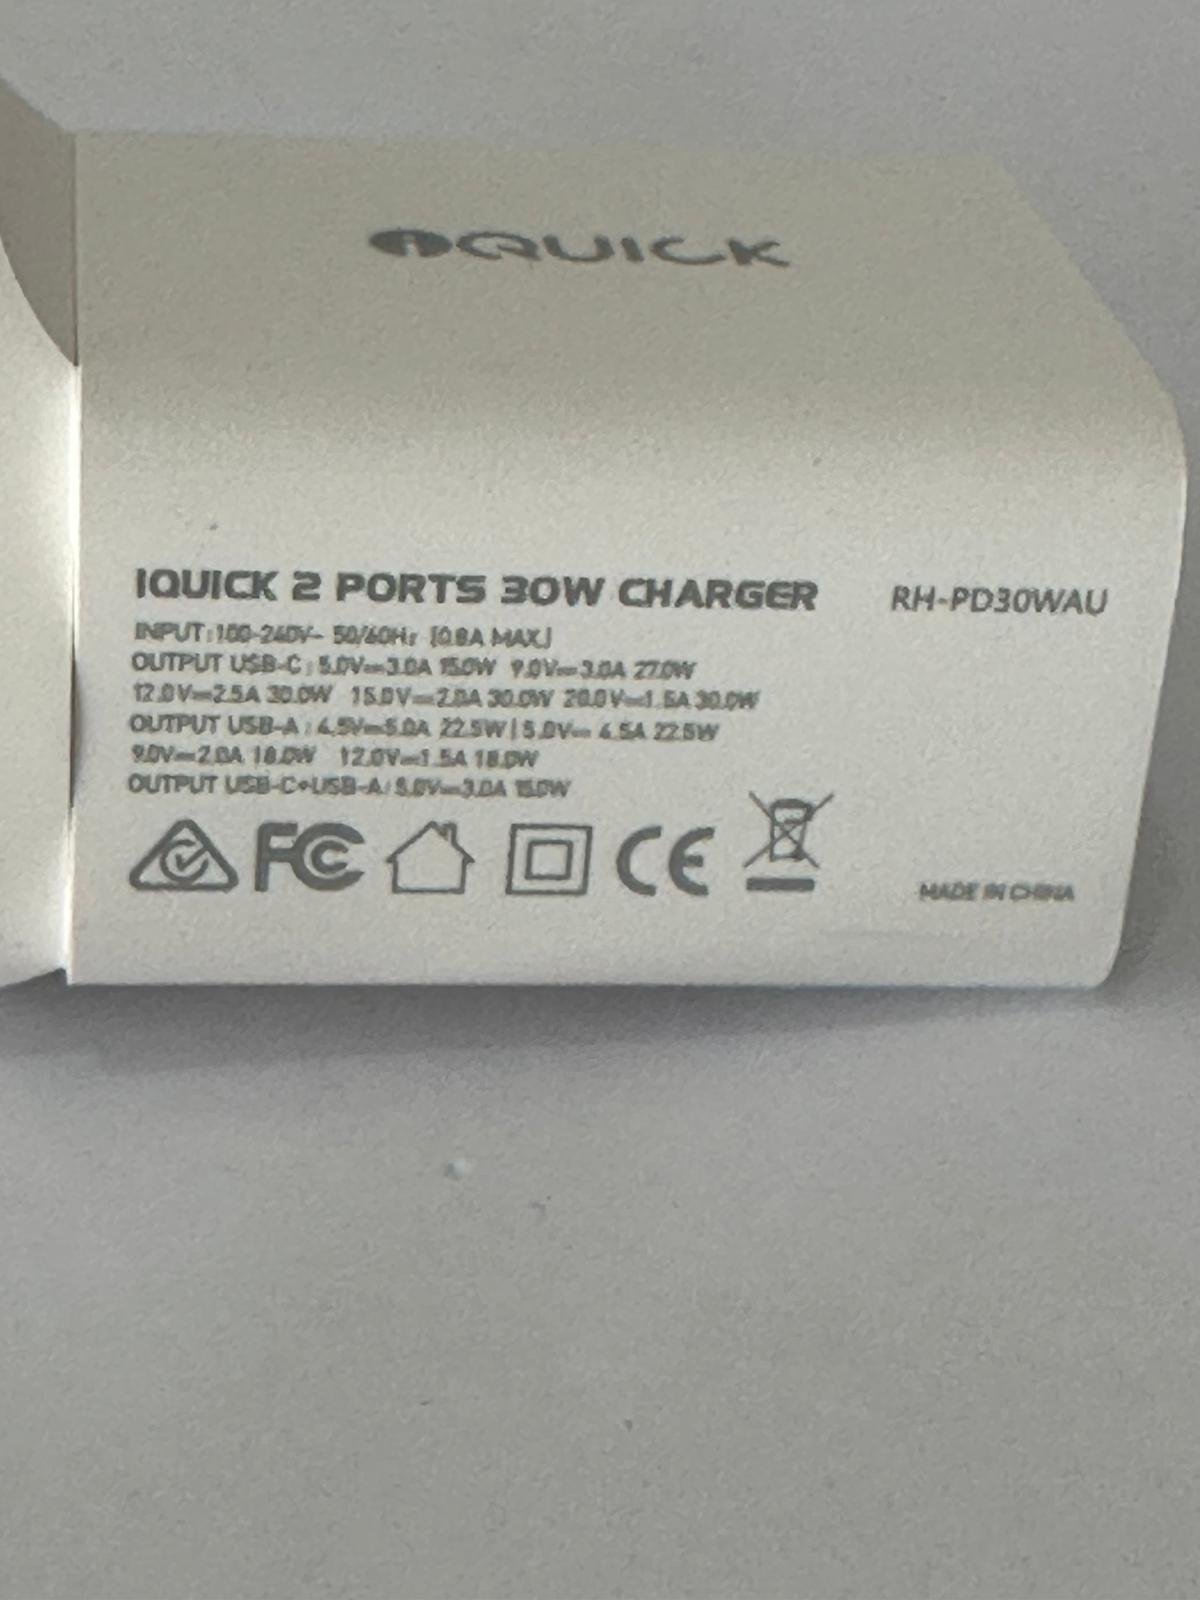 iQUICK
IQUICK 2 PORTS 30W CHARGER RH-PD30WAU
INPUT:100-240V~ 50/60Hz [0.8A MAX]
OUTPUT USB-C: 5.0V⎓3.0A 15.0W 9.0V⎓3.0A 27.0W
12.0V⎓2.5A 30.0W 15.0V⎓2.0A 30.0W 20.0V⎓1.5A 30.0W
OUTPUT USB-A: 4.5V⎓5.0A 22.5W | 5.0V⎓ 4.5A 22.5W
9.0V⎓2.0A 18.0W 12.0V⎓1.5A 18.0W
OUTPUT USB-C+USB-A: 5.0V⎓3.0A 15.0W
FC CE
MADE IN CHINA